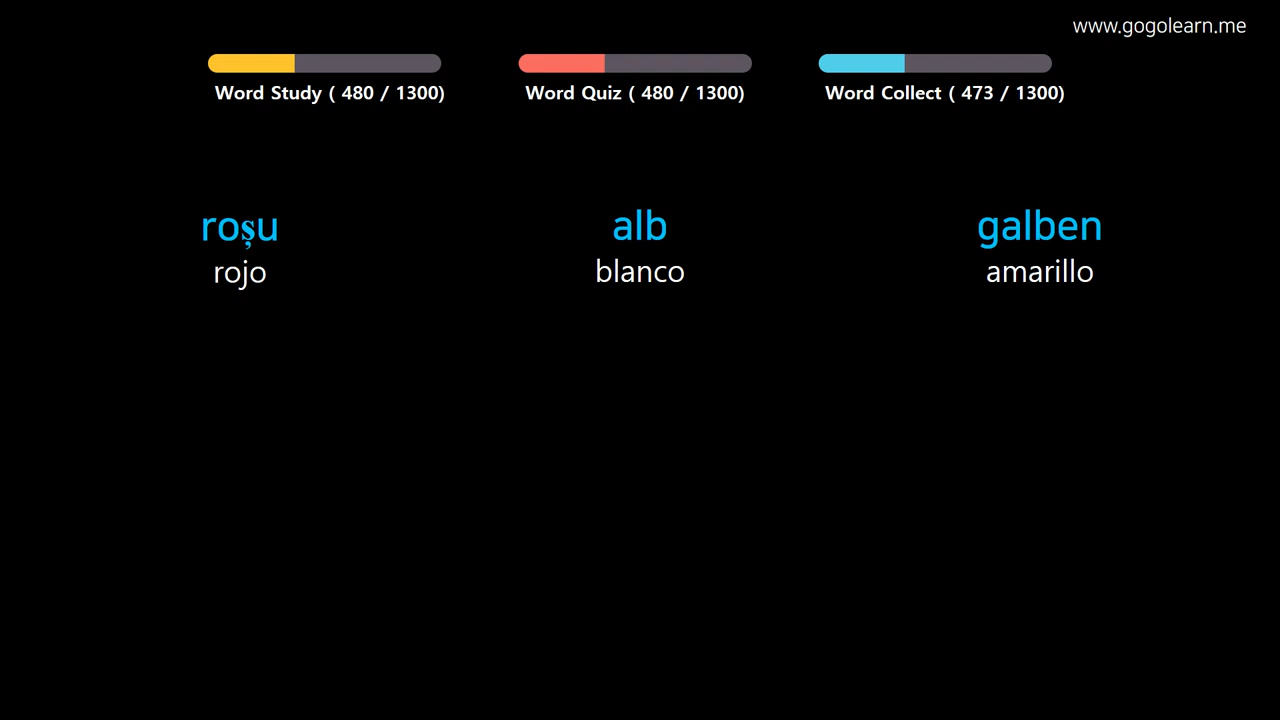 www.gogolearn.me
Word Study ( 480 / 1300)
Word Quiz ( 480 / 1300)
Word Collect ( 473 / 1300)
roșu
rojo
alb
blanco
galben
amarillo